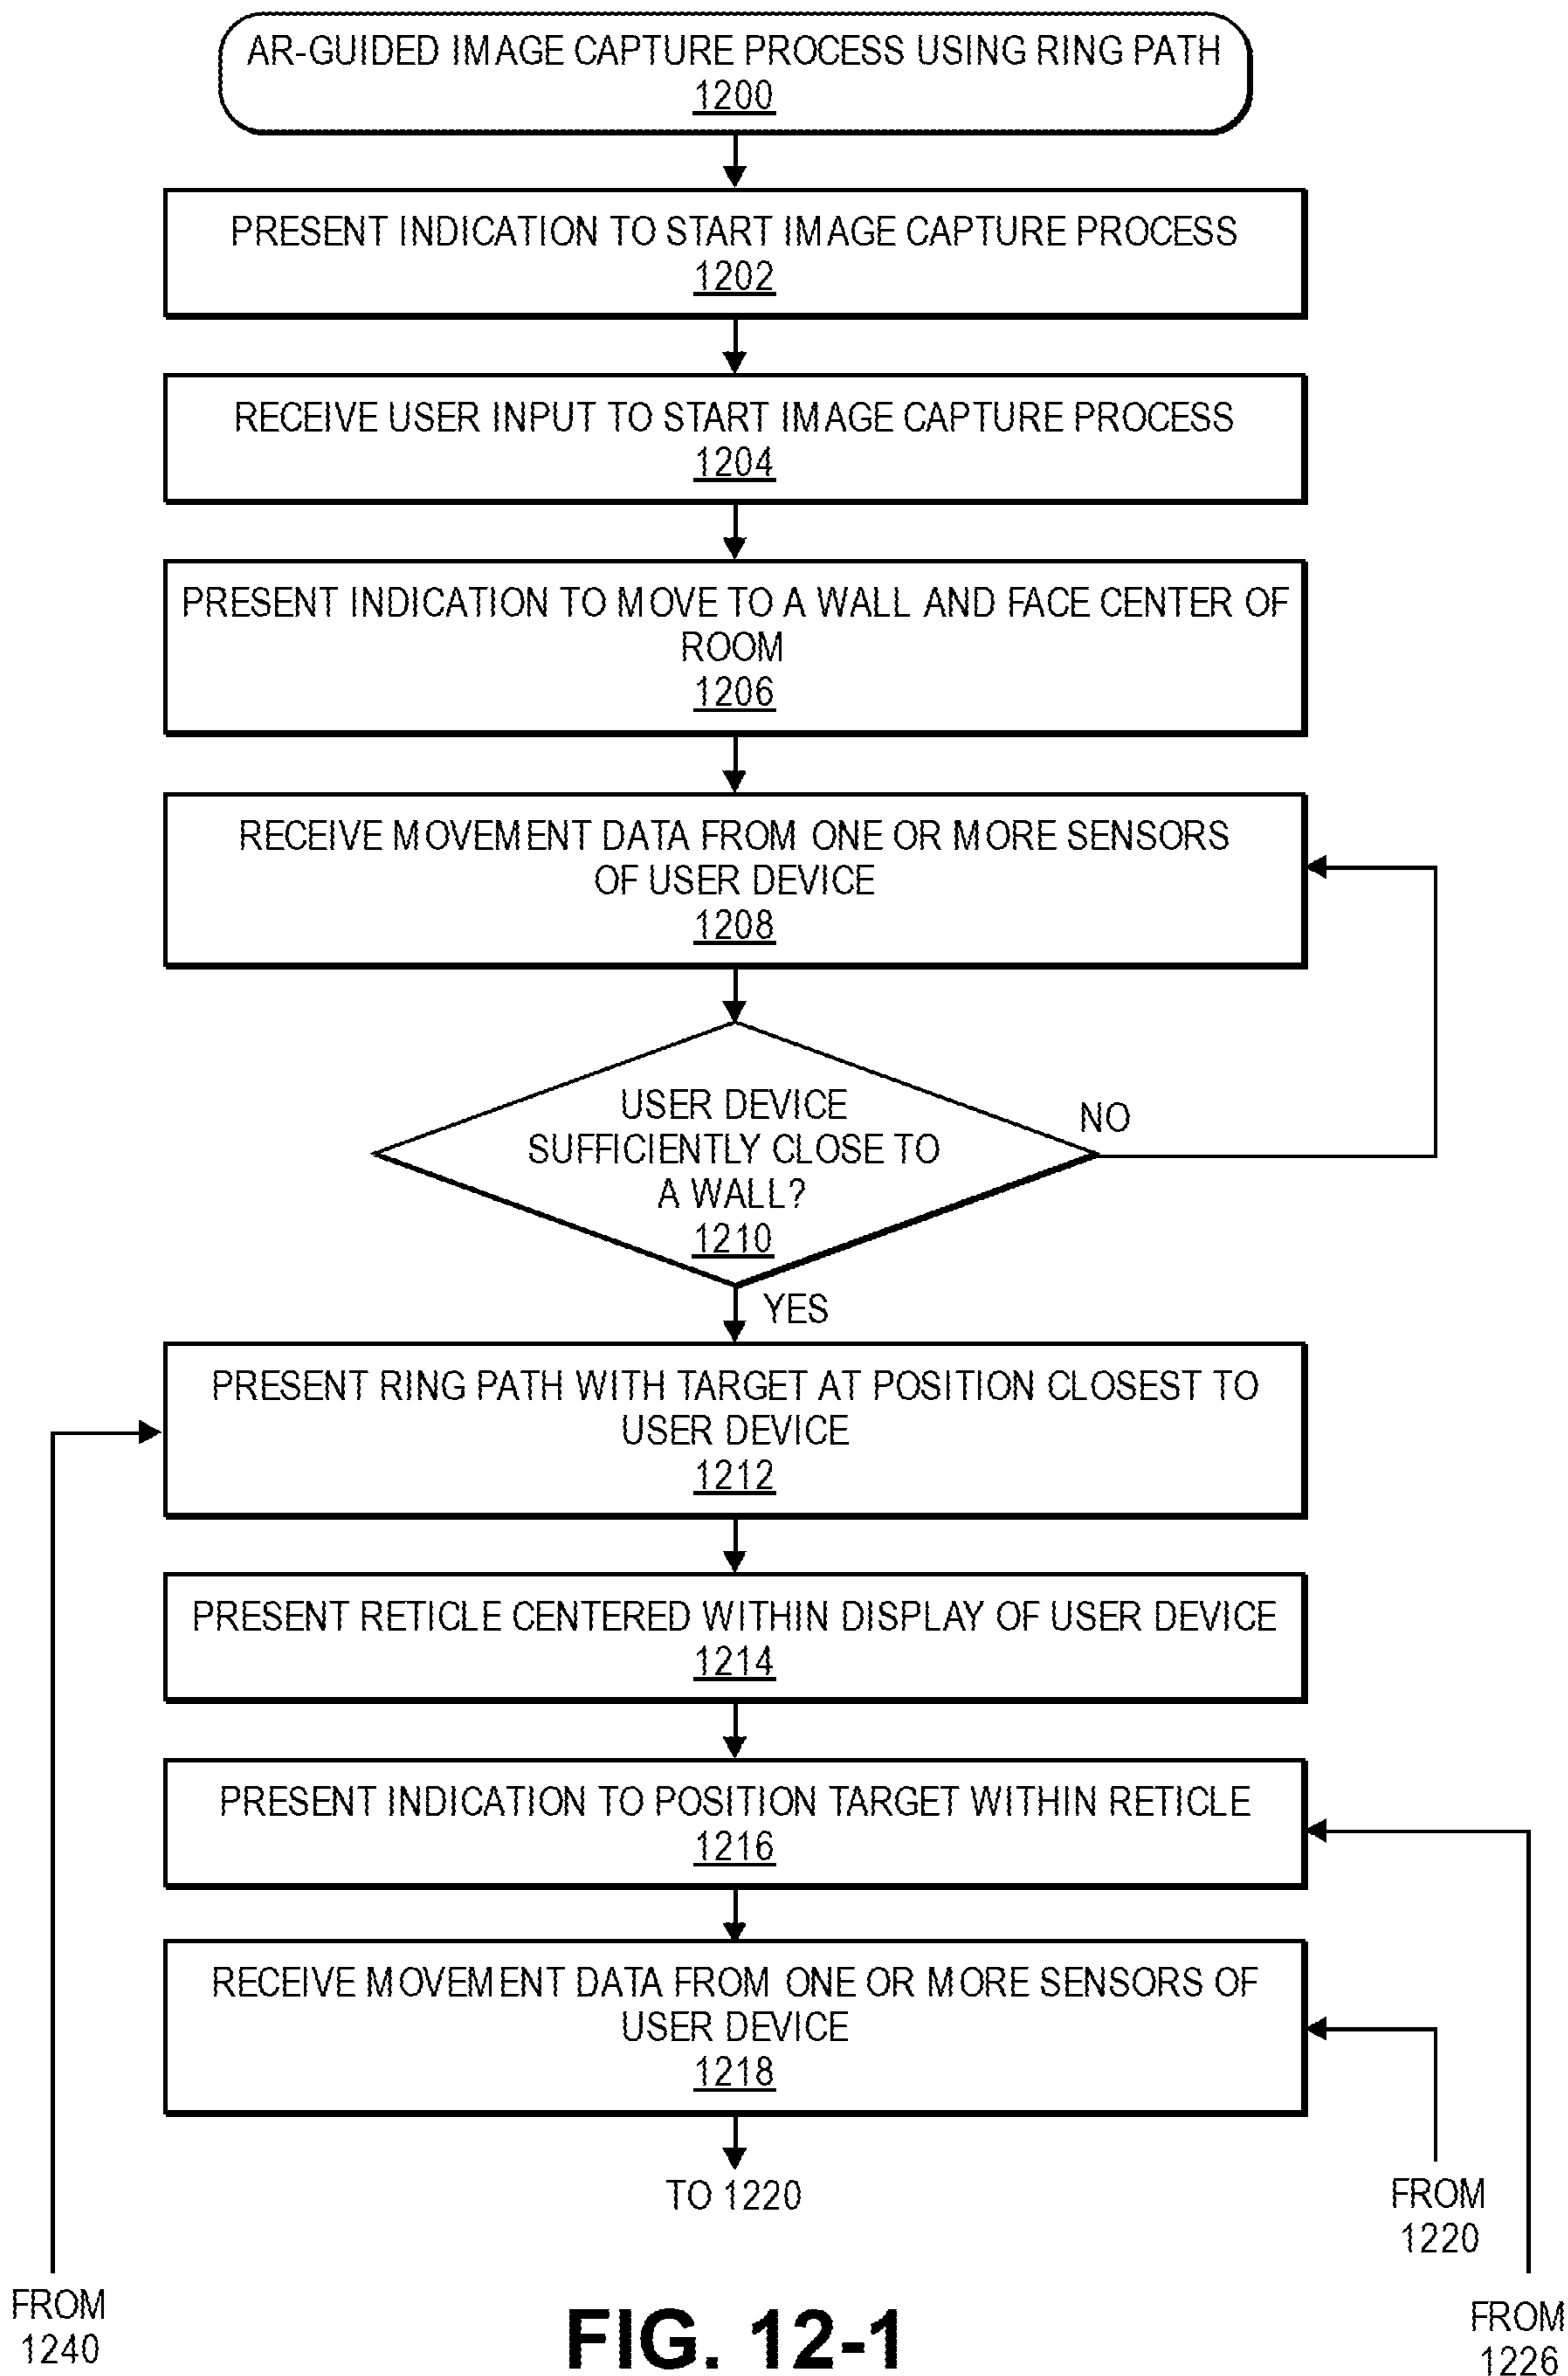 AR-GUIDED IMAGE CAPTURE PROCESS USING RING PATH
1200
PRESENT INDICATION TO START IMAGE CAPTURE PROCESS
1202
RECEIVE USER INPUT TO START IMAGE CAPTURE PROCESS
1204
PRESENT INDICATION TO MOVE TO A WALL AND FACE CENTER OF
ROOM
1206
RECEIVE MOVEMENT DATA FROM ONE OR MORE SENSORS
OF USER DEVICE
1208
USER DEVICE
SUFFICIENTLY CLOSE TO
A WALL?
1210
NO
YES
PRESENT RING PATH WITH TARGET AT POSITION CLOSEST TO
USER DEVICE
1212
PRESENT RETICLE CENTERED WITHIN DISPLAY OF USER DEVICE
1214
PRESENT INDICATION TO POSITION TARGET WITHIN RETICLE
1216
RECEIVE MOVEMENT DATA FROM ONE OR MORE SENSORS OF
USER DEVICE
1218
TO 1220
FROM
1220
FROM
1240
FROM
1226
FIG. 12-1